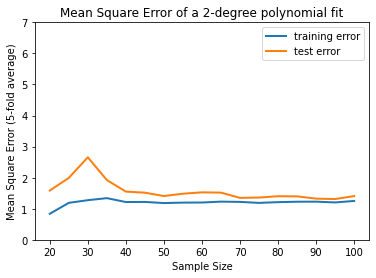 Mean Square Error of a 2-degree polynomial fit
training error
test error
7
6
5
4
3
2
1
0
Mean Square Error (5-fold average)
20 30 40 50 60 70 80 90 100
Sample Size